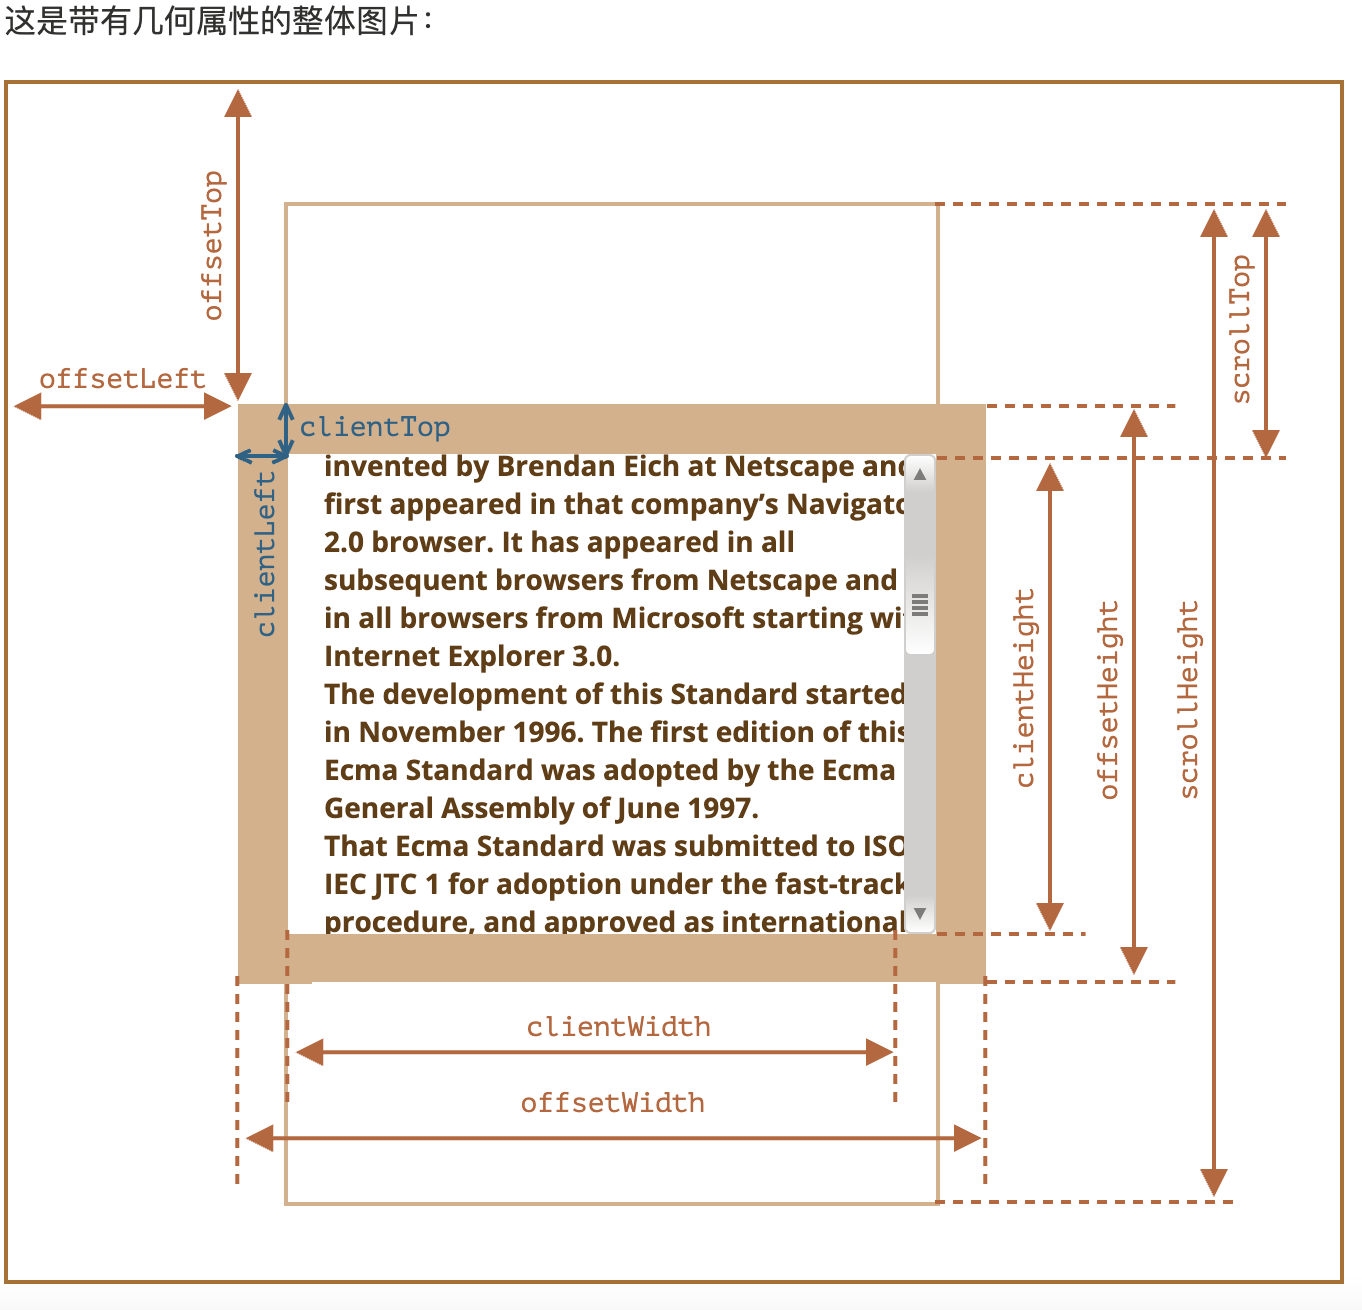 这是带有几何属性的整体图片：
offsetTop
scrollTop
offsetLeft
clientTop
clientLeft
invented by Brendan Eich at Netscape and
first appeared in that company’s Navigato
2.0 browser. It has appeared in all
subsequent browsers from Netscape and
in all browsers from Microsoft starting wi
Internet Explorer 3.0.
The development of this Standard started
in November 1996. The first edition of this
Ecma Standard was adopted by the Ecma
General Assembly of June 1997.
That Ecma Standard was submitted to ISO
IEC JTC 1 for adoption under the fast-track
procedure, and approved as international
clientHeight
offsetHeight
scrollHeight
clientWidth
offsetWidth